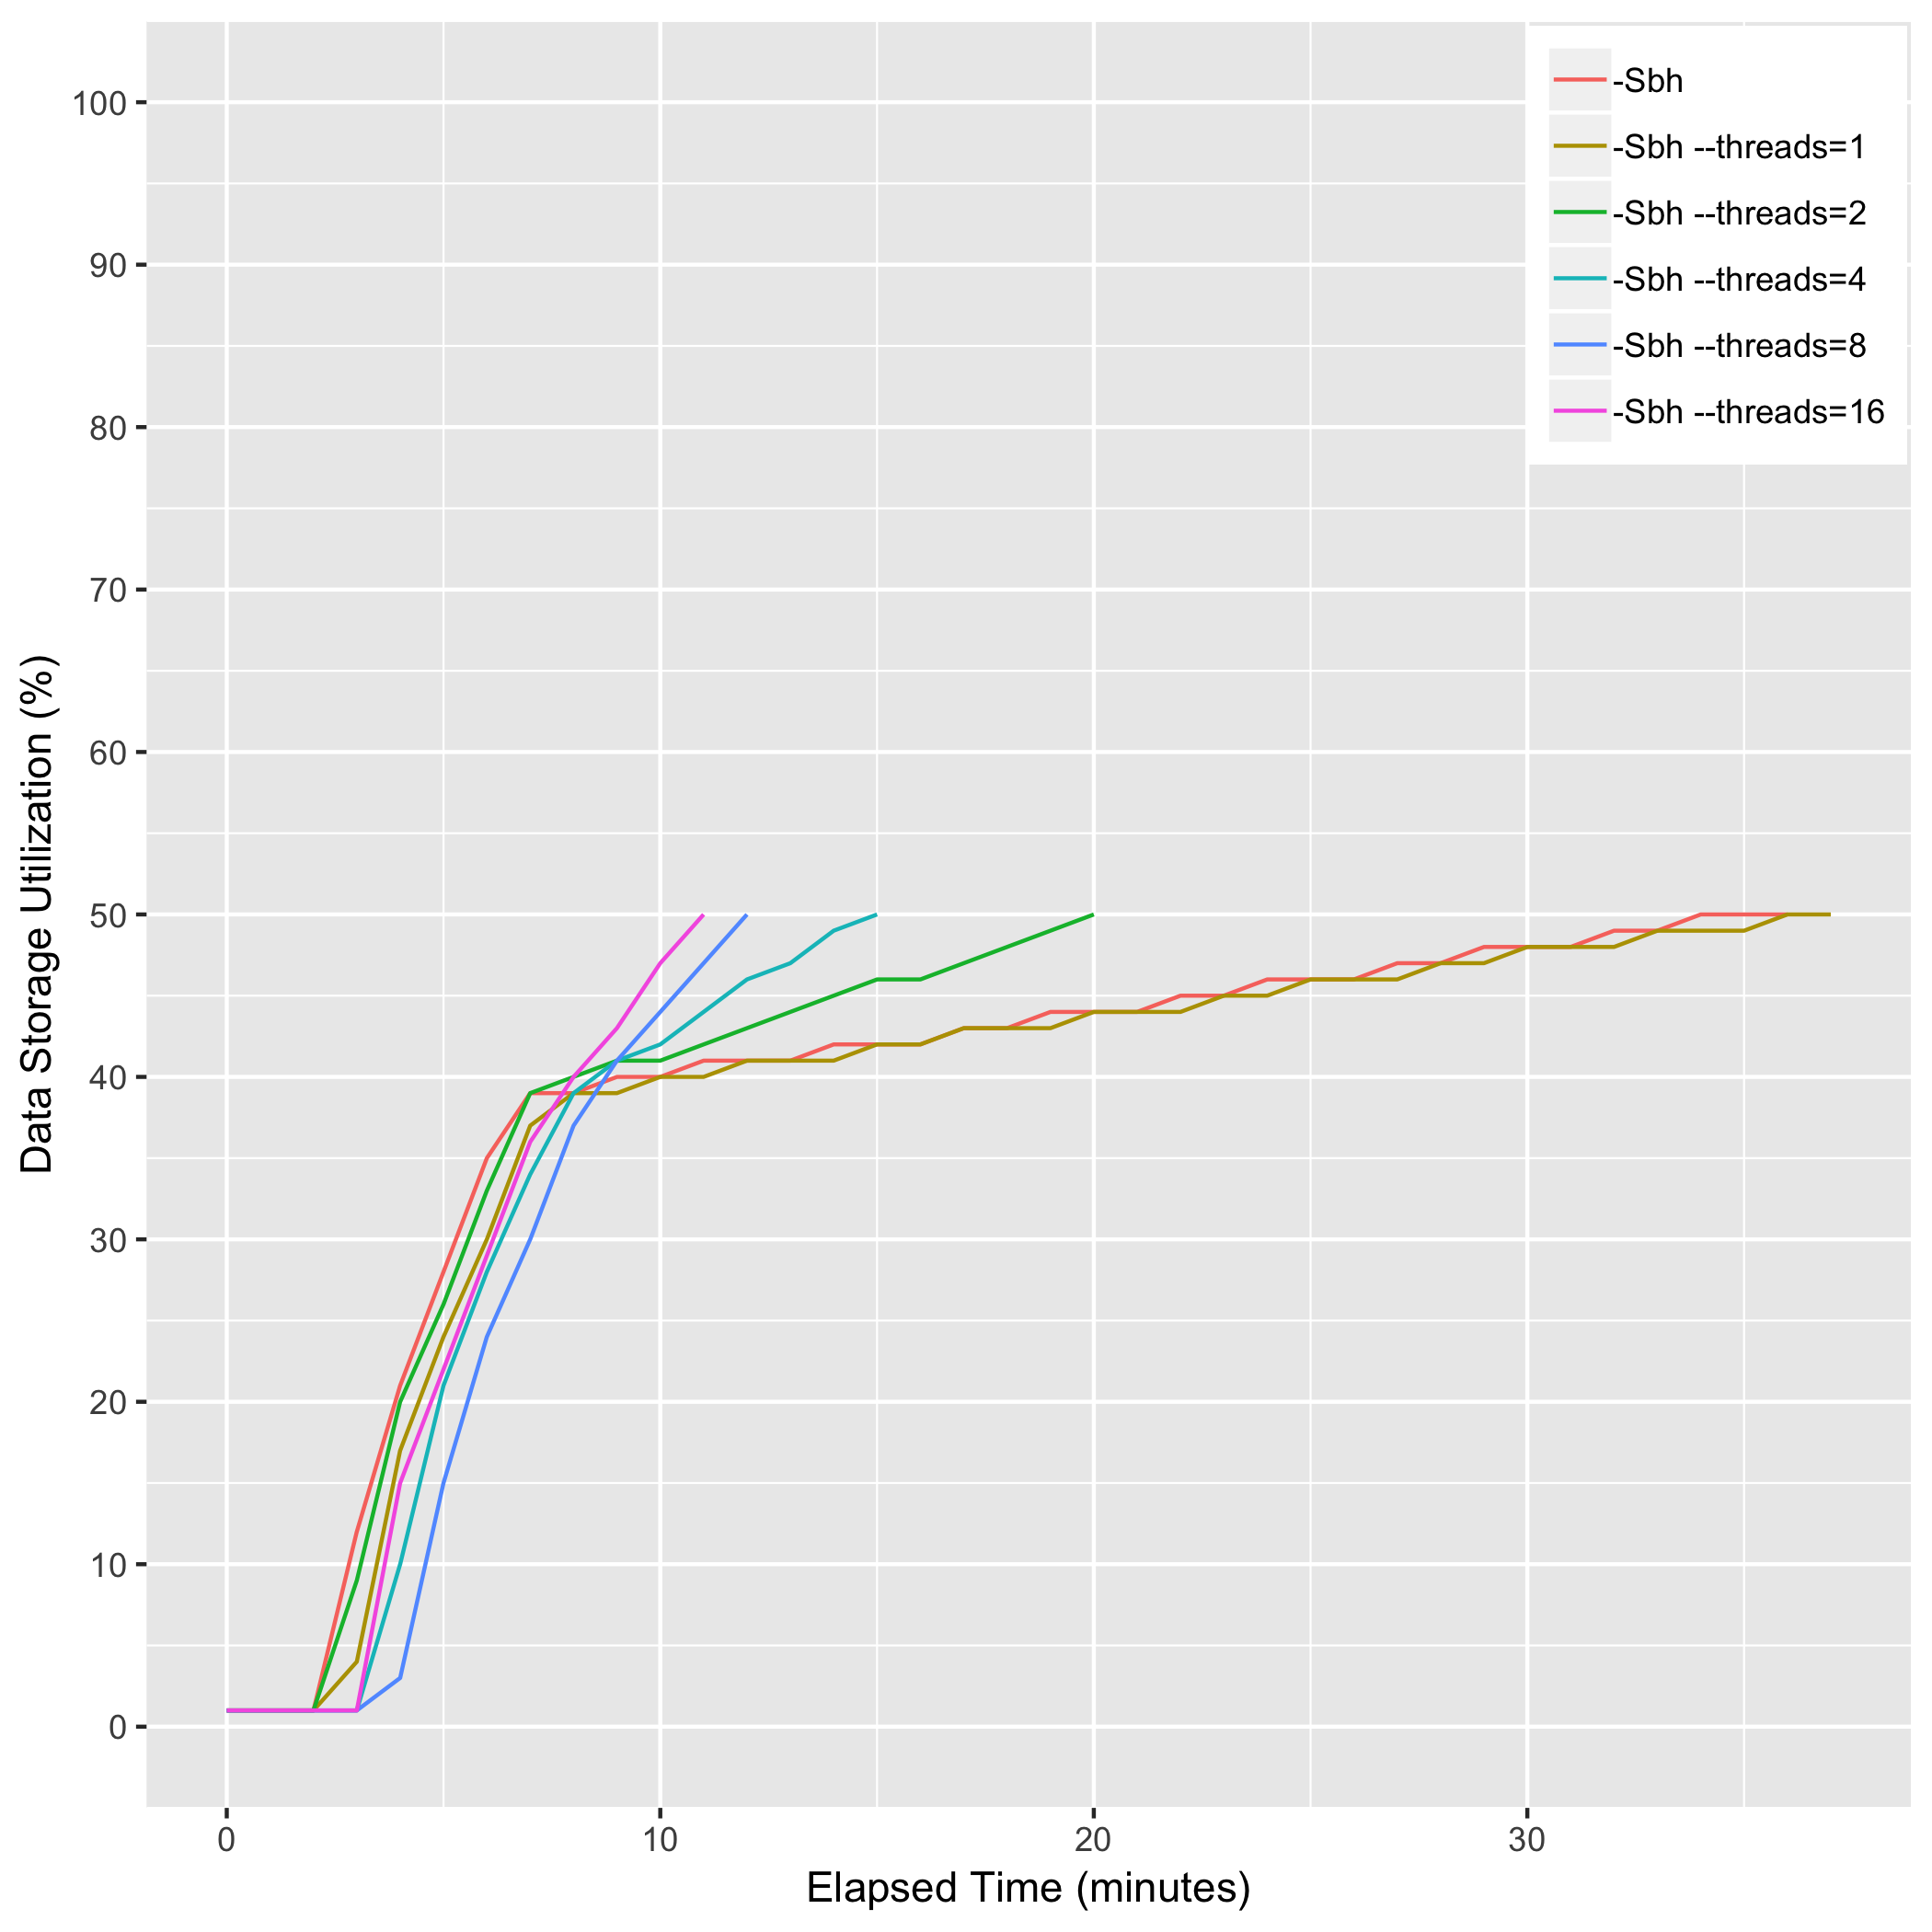 100
90
80
70
60
50
40
30
20
10
0
Data Storage Utilization (%)
0 10 20 30
Elapsed Time (minutes)
-Sbh
-Sbh --threads=1
-Sbh --threads=2
-Sbh --threads=4
-Sbh --threads=8
-Sbh --threads=16